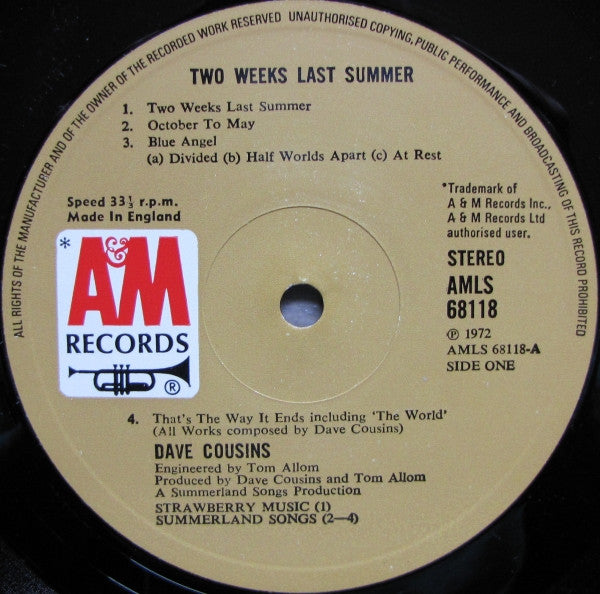 ALL RIGHTS OF THE MANUFACTURER AND OF THE OWNER OF THE RECORDED WORK RESERVED UNAUTHORISED COPYING, PUBLIC PERFORMANCE AND BROADCASTING OF THIS RECORD PROHIBITED
TWO WEEKS LAST SUMMER
1. Two Weeks Last Summer
2. October To May
3. Blue Angel
(a) Divided (b) Half Worlds Apart (c) At Rest
Speed 33⅓ r.p.m.
Made In England
* A&M
RECORDS
®
*Trademark of
A & M Records Inc.,
A & M Records Ltd
authorised user.
STEREO
AMLS
68118
℗ 1972
AMLS 68118-A
SIDE ONE
4. That's The Way It Ends including 'The World'
(All Works composed by Dave Cousins)
DAVE COUSINS
Engineered by Tom Allom
Produced by Dave Cousins and Tom Allom
A Summerland Songs Production
STRAWBERRY MUSIC (1)
SUMMERLAND SONGS (2—4)